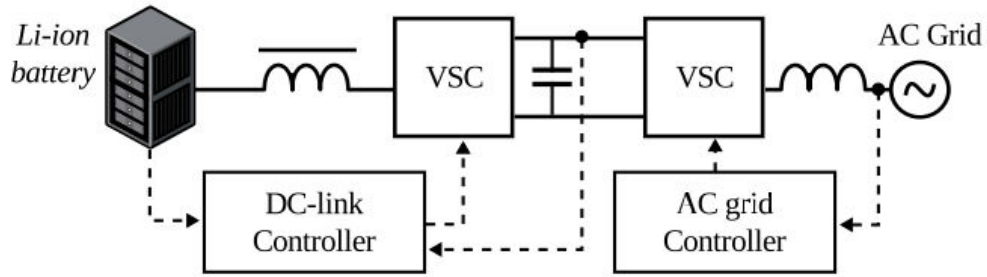 Li-ion
battery
VSC
VSC
AC Grid
DC-link
Controller
AC grid
Controller